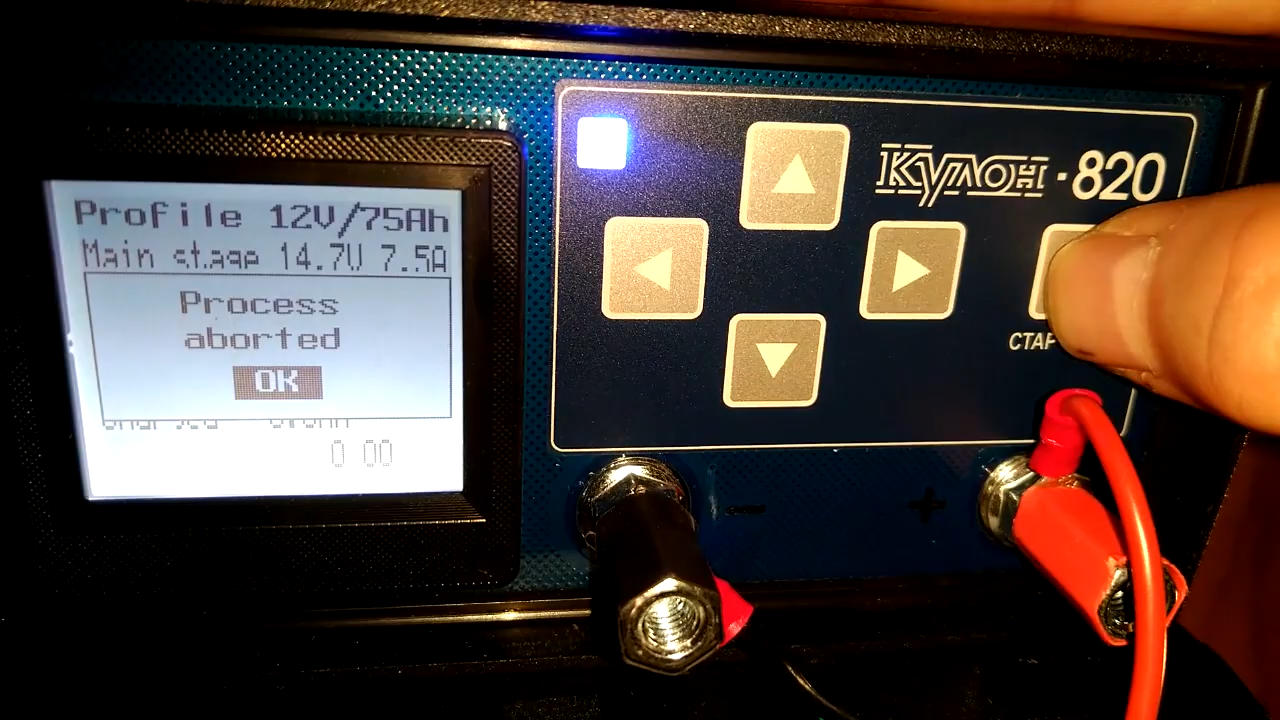 Profile 12V/75Ah
Main stage 14.7V 7.5A
Process
aborted
OK
0.00
КУЛОН-820
СТАР
- +